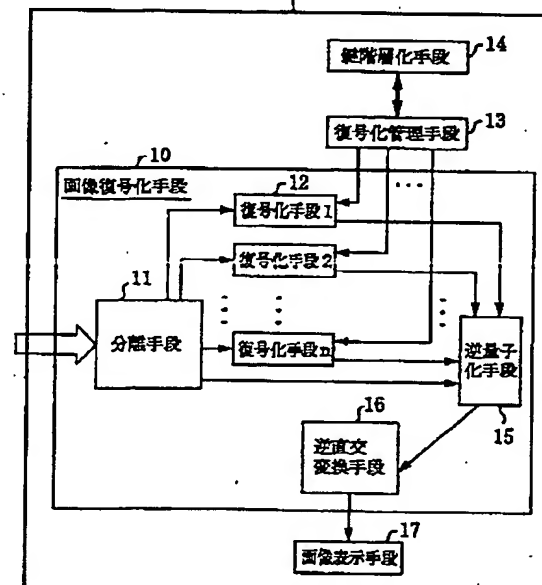 14
鍵階層化手段
13
復号化管理手段
10
画像復号化手段
12
復号化手段1
復号化手段2
11
分離手段
復号化手段n
逆量子
化手段
15
16
逆直交
変換手段
17
画像表示手段